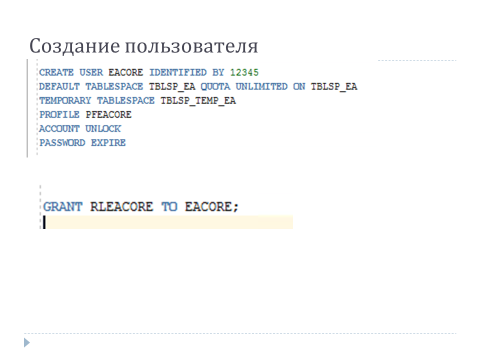 Создание пользователя
CREATE USER EACORE IDENTIFIED BY 12345
DEFAULT TABLESPACE TBLSP_EA QUOTA UNLIMITED ON TBLSP_EA
TEMPORARY TABLESPACE TBLSP_TEMP_EA
PROFILE PFEACORE
ACCOUNT UNLOCK
PASSWORD EXPIRE
GRANT RLEACORE TO EACORE;